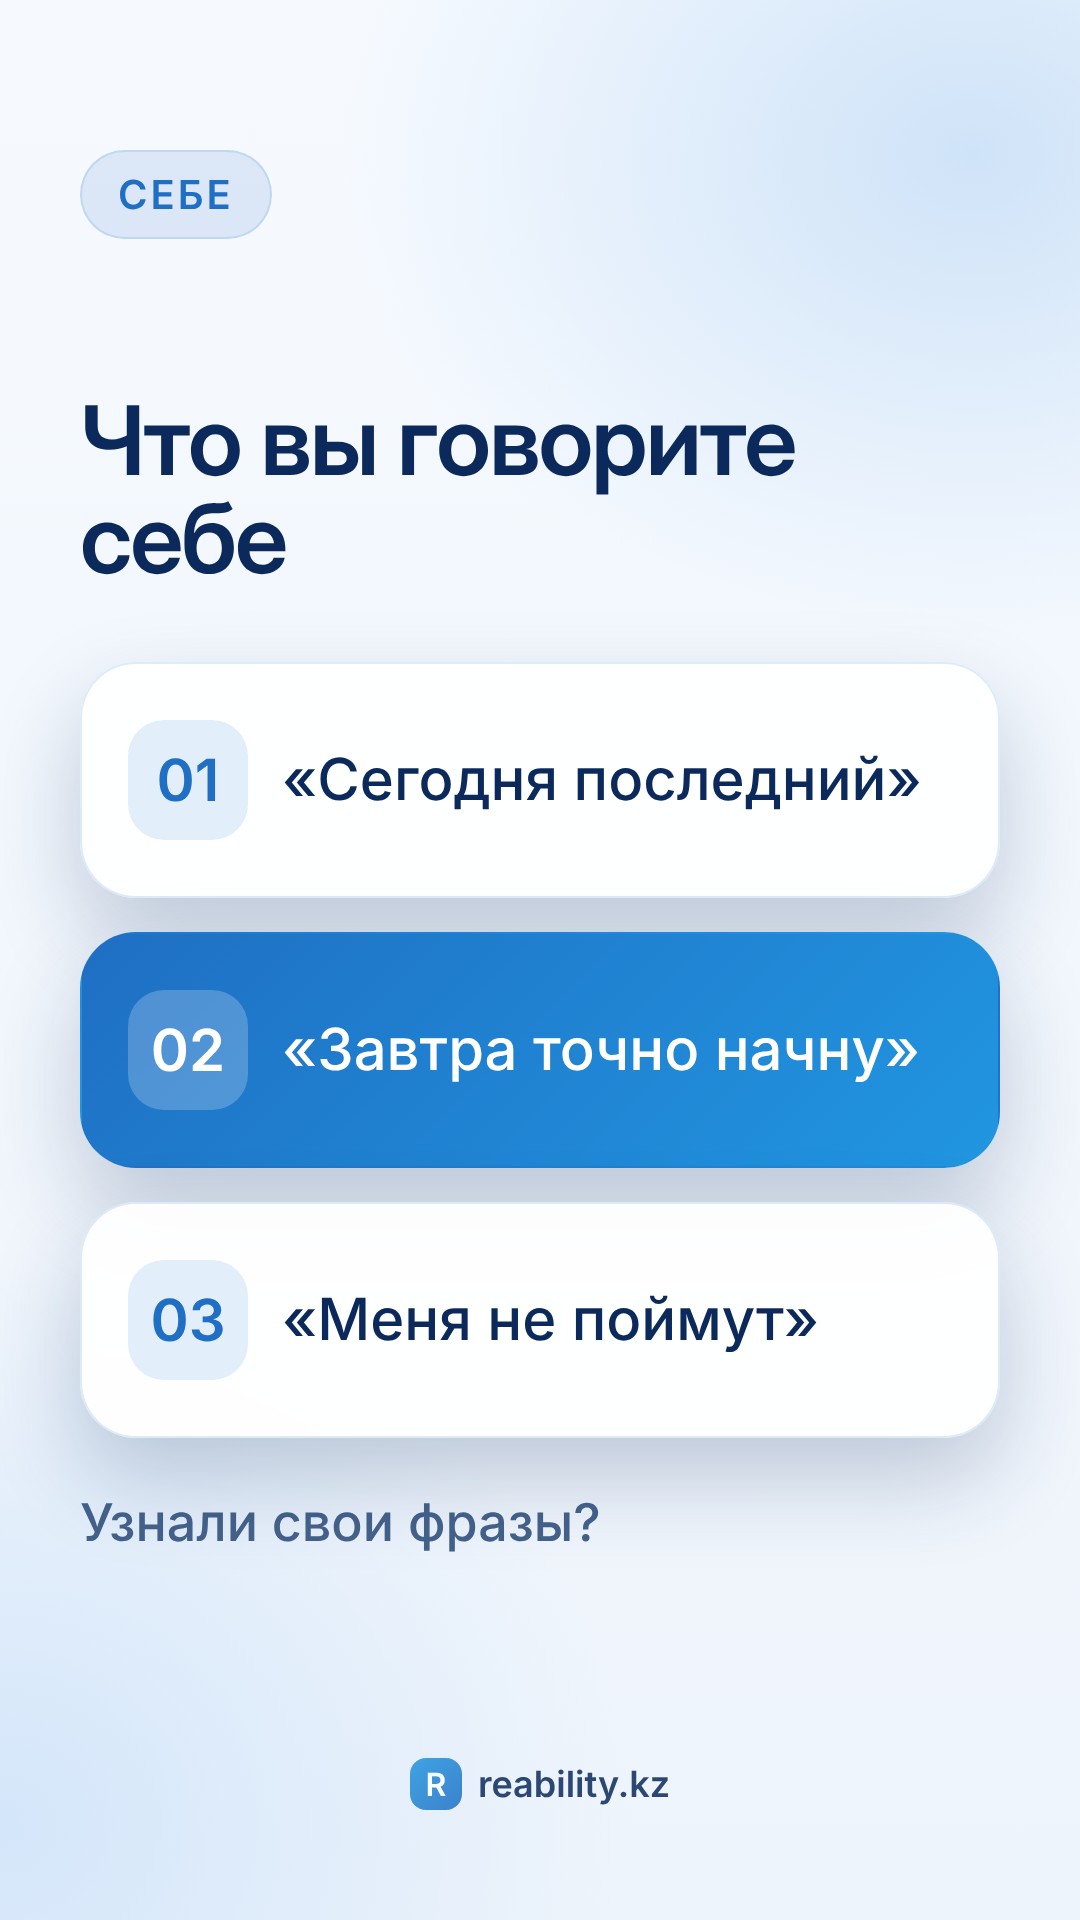 СЕБЕ
Что вы говорите
себе
01 «Сегодня последний»
02 «Завтра точно начну»
03 «Меня не поймут»
Узнали свои фразы?
R reability.kz